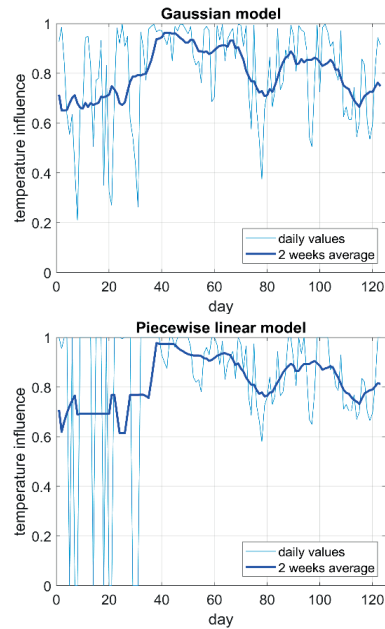 Gaussian model
1
0.8
0.6
0.4
0.2
0
temperature influence
daily values
2 weeks average
0 20 40 60 80 100 120
day
Piecewise linear model
1
0.8
0.6
0.4
0.2
0
temperature influence
daily values
2 weeks average
0 20 40 60 80 100 120
day